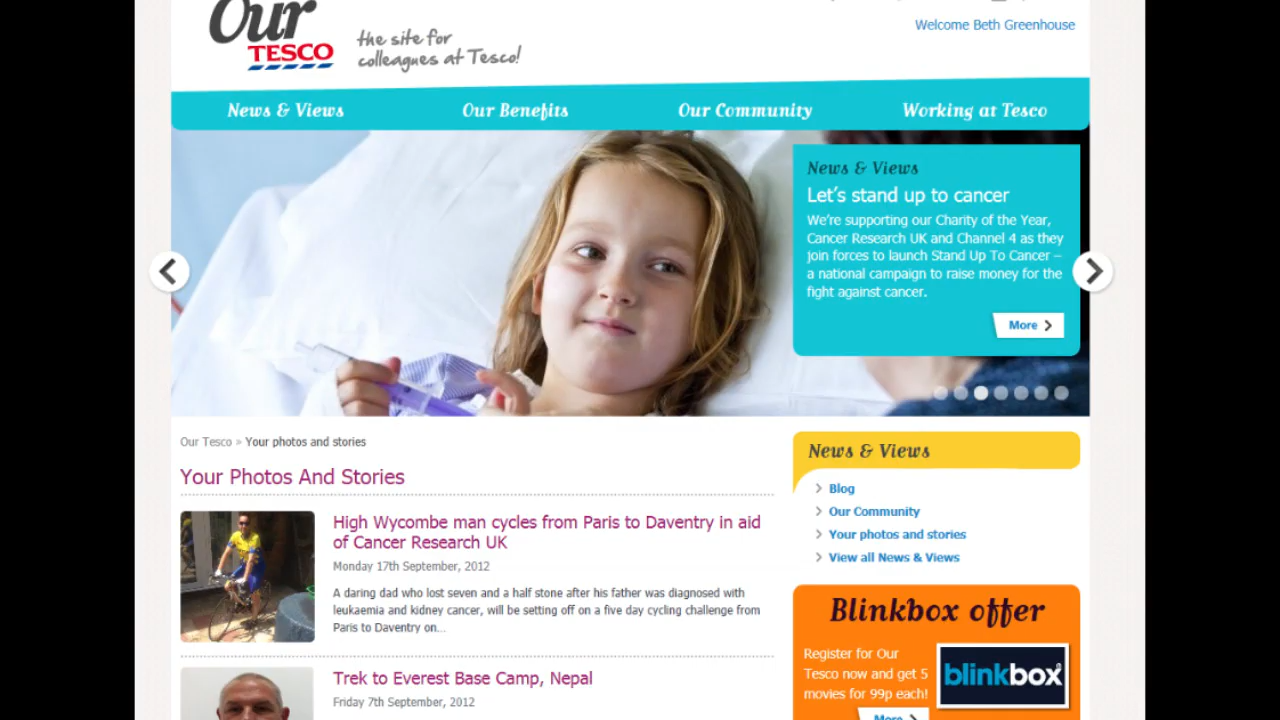 Our
TESCO
the site for
colleagues at Tesco!
Welcome Beth Greenhouse
News & Views
Our Benefits
Our Community
Working at Tesco
News & Views
Let's stand up to cancer
We're supporting our Charity of the Year,
Cancer Research UK and Channel 4 as they
join forces to launch Stand Up To Cancer –
a national campaign to raise money for the
fight against cancer.
More
Our Tesco » Your photos and stories
Your Photos And Stories
High Wycombe man cycles from Paris to Daventry in aid
of Cancer Research UK
Monday 17th September, 2012
A daring dad who lost seven and a half stone after his father was diagnosed with
leukaemia and kidney cancer, will be setting off on a five day cycling challenge from
Paris to Daventry on...
Trek to Everest Base Camp, Nepal
Friday 7th September, 2012
News & Views
Blog
Our Community
Your photos and stories
View all News & Views
Blinkbox offer
Register for Our
Tesco now and get 5
movies for 99p each!
blinkbox
More